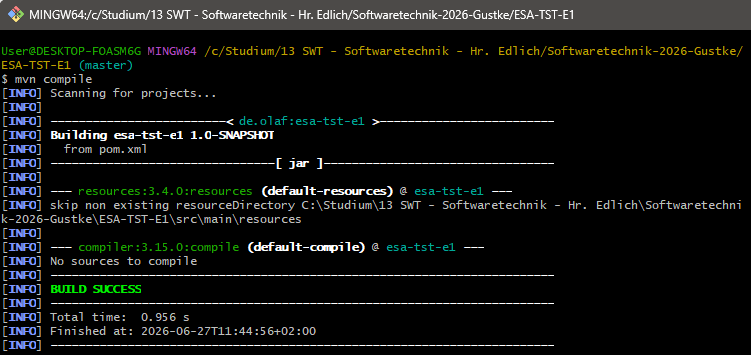 MINGW64:/c/Studium/13 SWT - Softwaretechnik - Hr. Edlich/Softwaretechnik-2026-Gustke/ESA-TST-E1
User@DESKTOP-FOASM6G MINGW64 /c/Studium/13 SWT - Softwaretechnik - Hr. Edlich/Softwaretechnik-2026-Gustke/
ESA-TST-E1 (master)
$ mvn compile
[INFO] Scanning for projects...
[INFO]
[INFO] -------------------------< de.olaf:esa-tst-e1 >-------------------------
[INFO] Building esa-tst-e1 1.0-SNAPSHOT
[INFO]   from pom.xml
[INFO] --------------------------------[ jar ]---------------------------------
[INFO]
[INFO] --- resources:3.4.0:resources (default-resources) @ esa-tst-e1 ---
[INFO] skip non existing resourceDirectory C:\Studium\13 SWT - Softwaretechnik - Hr. Edlich\Softwaretechni
k-2026-Gustke\ESA-TST-E1\src\main\resources
[INFO]
[INFO] --- compiler:3.15.0:compile (default-compile) @ esa-tst-e1 ---
[INFO] No sources to compile
[INFO] ------------------------------------------------------------------------
[INFO] BUILD SUCCESS
[INFO] ------------------------------------------------------------------------
[INFO] Total time:  0.956 s
[INFO] Finished at: 2026-06-27T11:44:56+02:00
[INFO] ------------------------------------------------------------------------